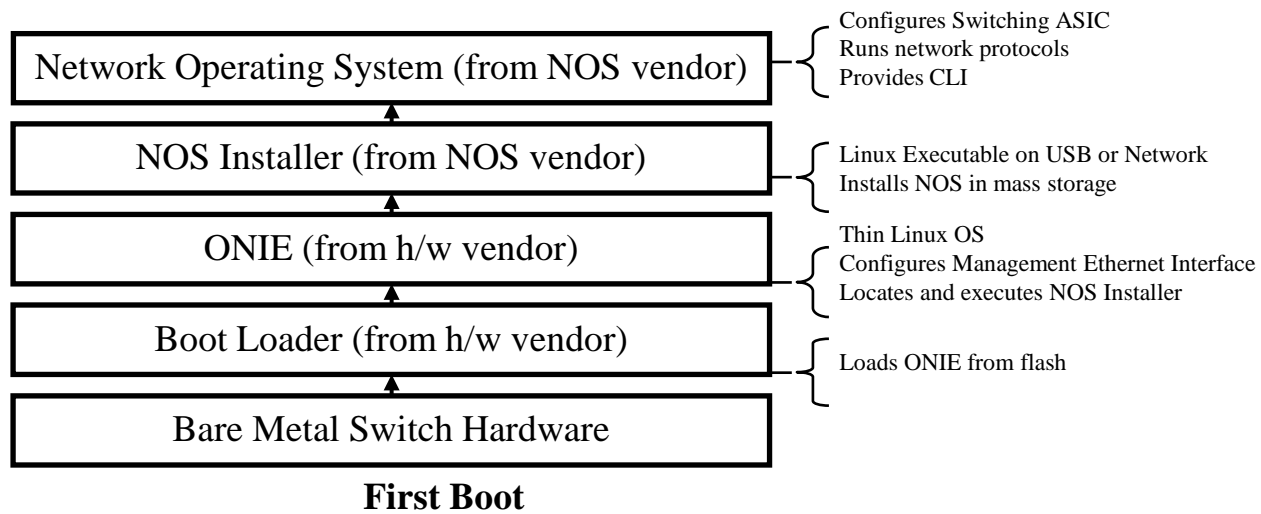 Network Operating System (from NOS vendor)
Configures Switching ASIC
Runs network protocols
Provides CLI
NOS Installer (from NOS vendor)
Linux Executable on USB or Network
Installs NOS in mass storage
ONIE (from h/w vendor)
Thin Linux OS
Configures Management Ethernet Interface
Locates and executes NOS Installer
Boot Loader (from h/w vendor)
Loads ONIE from flash
Bare Metal Switch Hardware
First Boot